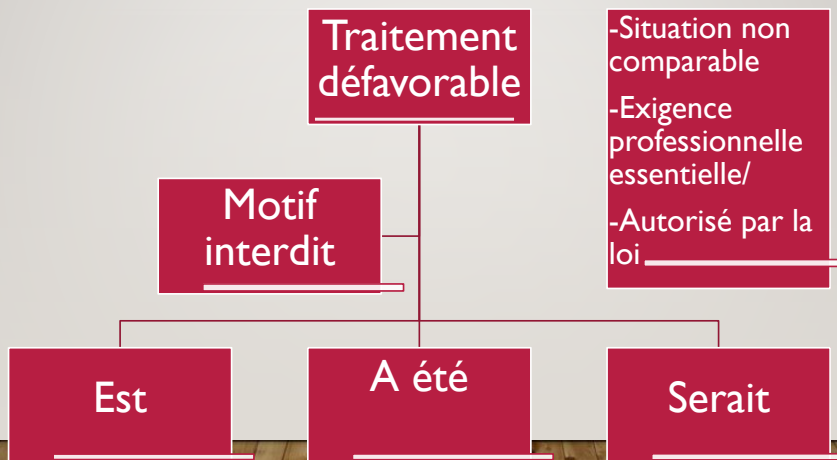 Traitement
défavorable
-Situation non
comparable
-Exigence
professionnelle
essentielle/
-Autorisé par la
loi
Motif
interdit
Est
A été
Serait